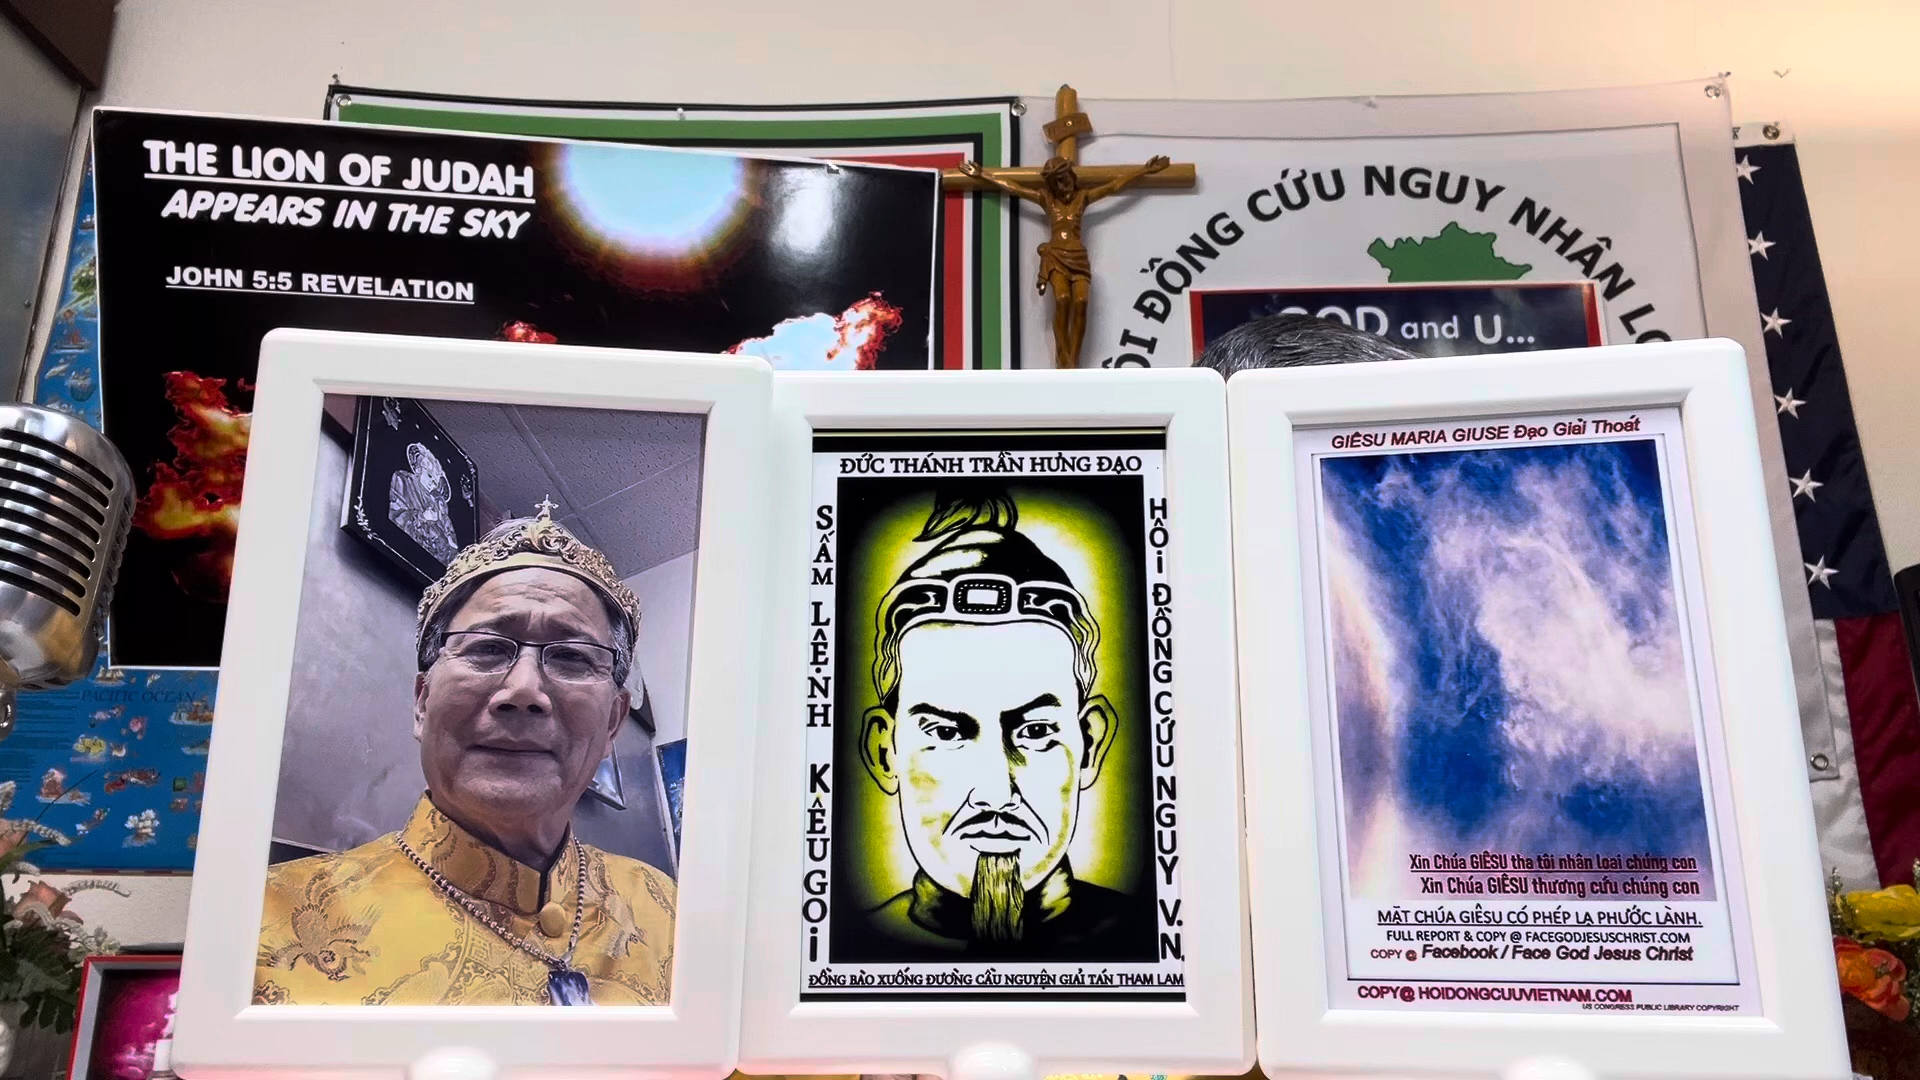 THE LION OF JUDAH
APPEARS IN THE SKY
JOHN 5:5 REVELATION
ĐỒNG CỨU NGUY NHÂN
GOD and U...
PACIFIC OCEAN
ĐỨC THÁNH TRẦN HƯNG ĐẠO
SẤM LỆNH KÊU GỌI
HỘI ĐỒNG CỨU NGUY V.N.
ĐỒNG BÀO XUỐNG ĐƯỜNG CẦU NGUYỆN GIẢI TÁN THAM LAM
GIÊSU MARIA GIUSE Đạo Giải Thoát
Xin Chúa GIÊSU tha tội nhân loại chúng con
Xin Chúa GIÊSU thương cứu chúng con
MẶT CHÚA GIÊSU CÓ PHÉP LẠ PHƯỚC LÀNH.
FULL REPORT & COPY @ FACEGODJESUSCHRIST.COM
COPY @ Facebook / Face God Jesus Christ
COPY@ HOIDONGCUUVIETNAM.COM
US CONGRESS PUBLIC LIBRARY COPYRIGHT